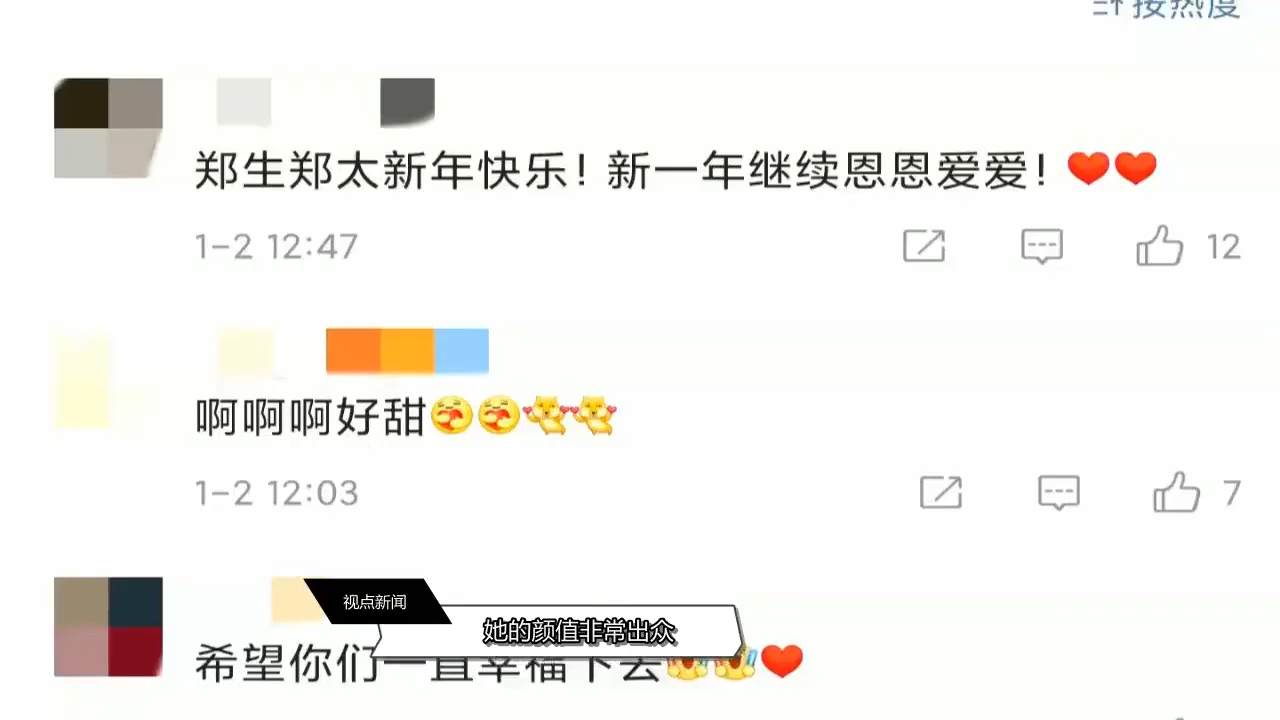 按热度
郑生郑太新年快乐！新一年继续恩恩爱爱！
1-2 12:47
12
啊啊啊好甜
1-2 12:03
7
视点新闻
她的颜值非常出众
希望你们一直幸福下去